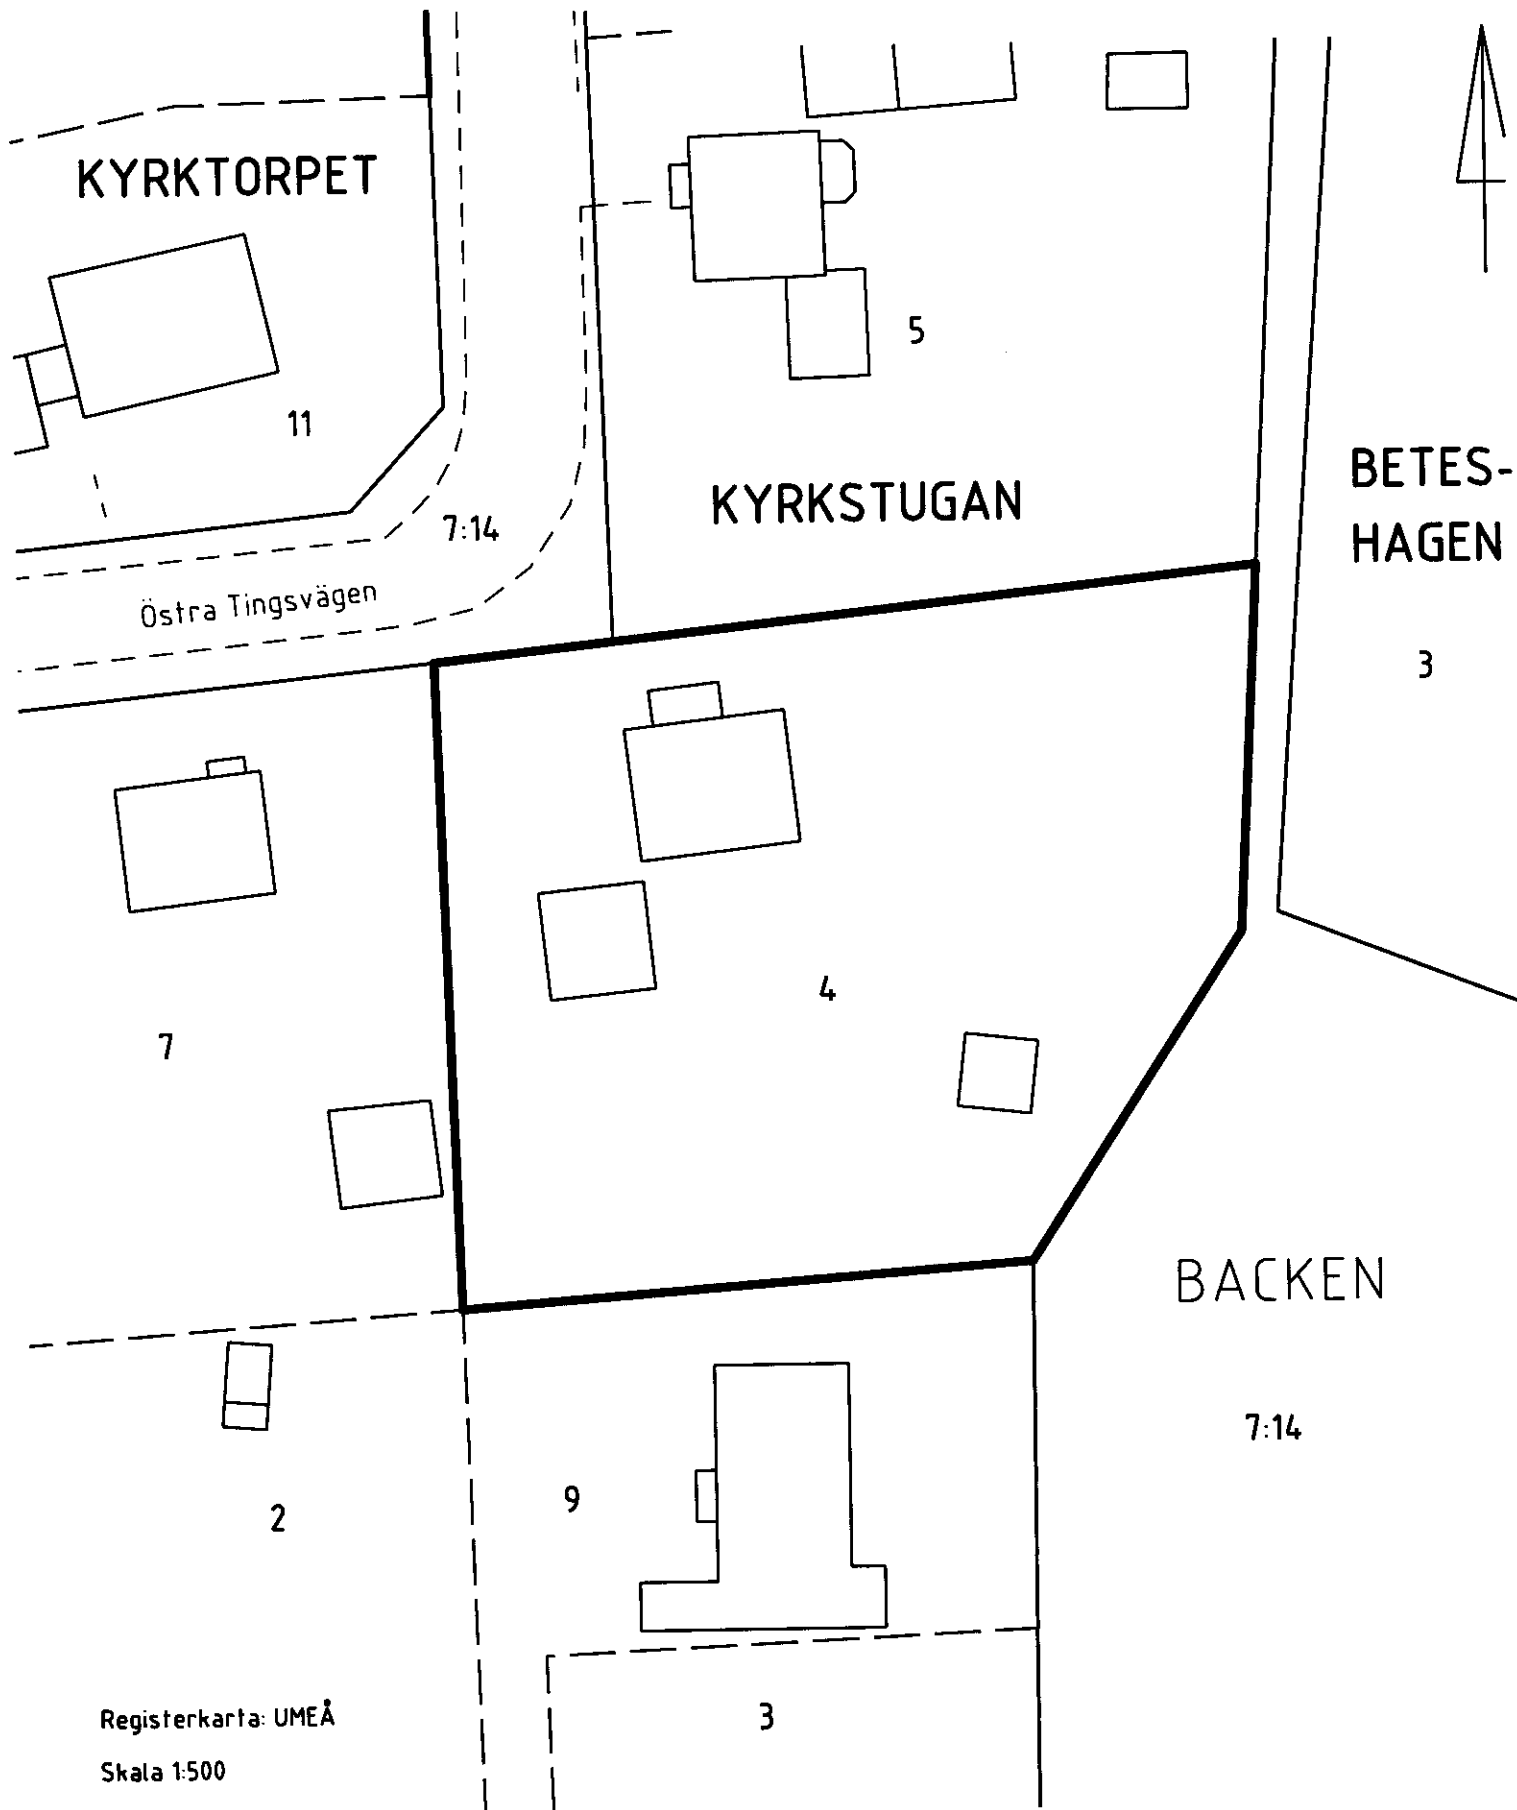 KYRKTORPET
11
5
KYRKSTUGAN
BETES-
HAGEN
3
7:14
Östra Tingsvägen
7
4
BACKEN
7:14
2
9
3
Registerkarta: UMEÅ
Skala 1:500